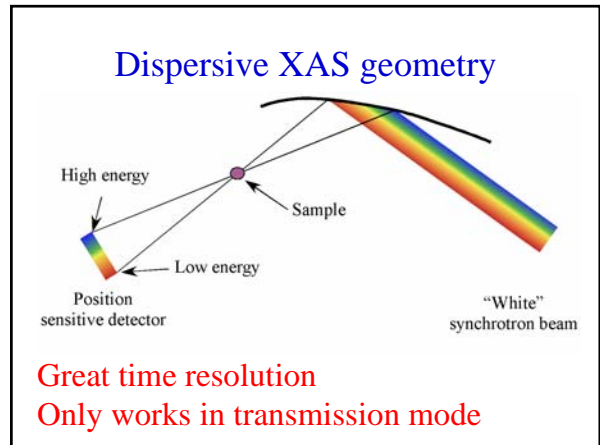 Dispersive XAS geometry
High energy
Sample
Low energy
Position
sensitive detector
“White”
synchrotron beam
Great time resolution
Only works in transmission mode